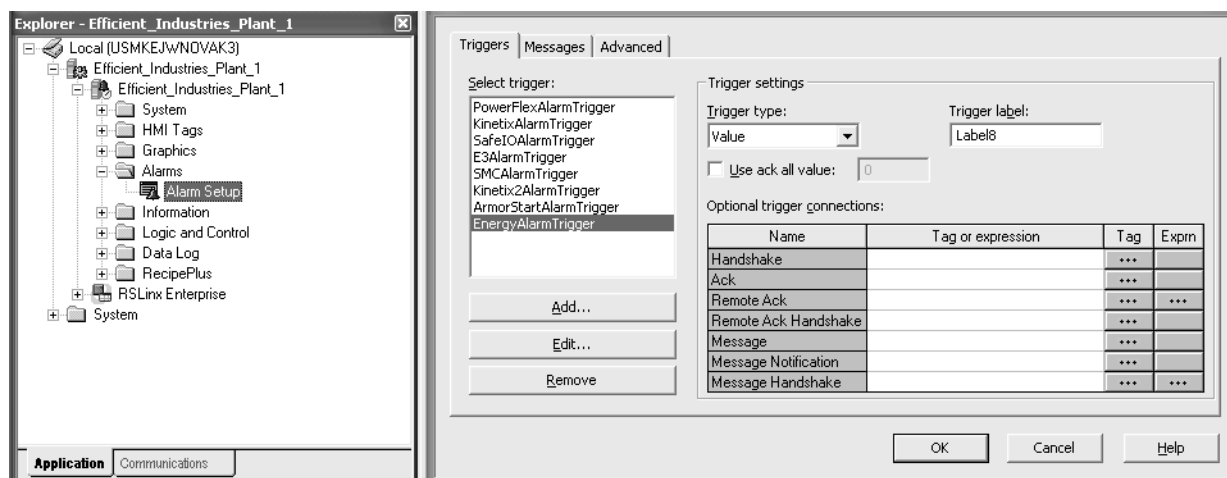 Explorer - Efficient_Industries_Plant_1
Local (USMKEJWNOVAK3)
Efficient_Industries_Plant_1
Efficient_Industries_Plant_1
System
HMI Tags
Graphics
Alarms
Alarm Setup
Information
Logic and Control
Data Log
RecipePlus
RSLinx Enterprise
System
Application Communications
Triggers Messages Advanced
Select trigger:
PowerFlexAlarmTrigger
KinetixAlarmTrigger
SafeIOAlarmTrigger
E3AlarmTrigger
SMCAlarmTrigger
Kinetix2AlarmTrigger
ArmorStartAlarmTrigger
EnergyAlarmTrigger
Add...
Edit...
Remove
Trigger settings
Trigger type: Trigger label:
Value Label8
Use ack all value: 0
Optional trigger connections:
Name Tag or expression Tag Exprn
Handshake ...
Ack ...
Remote Ack ... ...
Remote Ack Handshake ...
Message ...
Message Notification ...
Message Handshake ... ...
OK Cancel Help